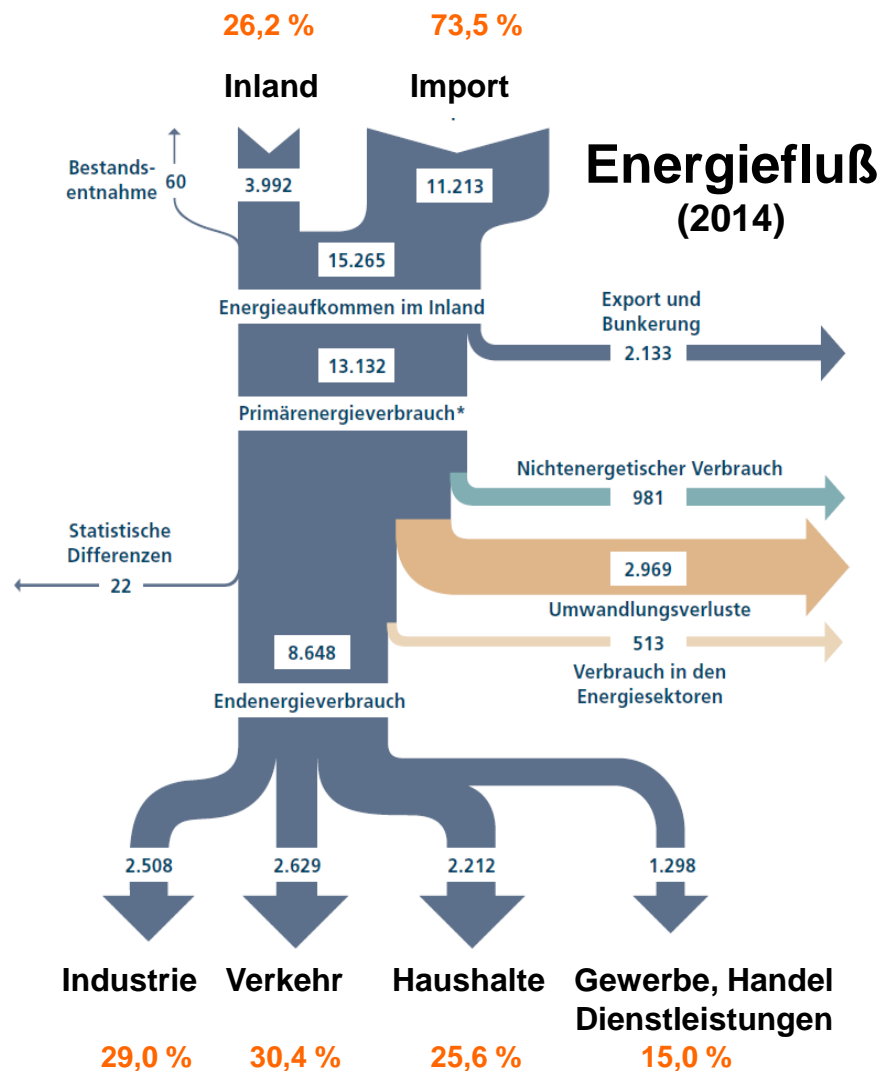 26,2 %
73,5 %
Inland
Import
Energiefluß
(2014)
Bestands-
entnahme
60
3.992
11.213
15.265
Energieaufkommen im Inland
Export und
Bunkerung
2.133
13.132
Primärenergieverbrauch*
Nichtenergetischer Verbrauch
981
Statistische
Differenzen
22
2.969
Umwandlungsverluste
513
Verbrauch in den
Energiesektoren
8.648
Endenergieverbrauch
2.508
2.629
2.212
1.298
Industrie
Verkehr
Haushalte
Gewerbe, Handel
Dienstleistungen
29,0 %
30,4 %
25,6 %
15,0 %